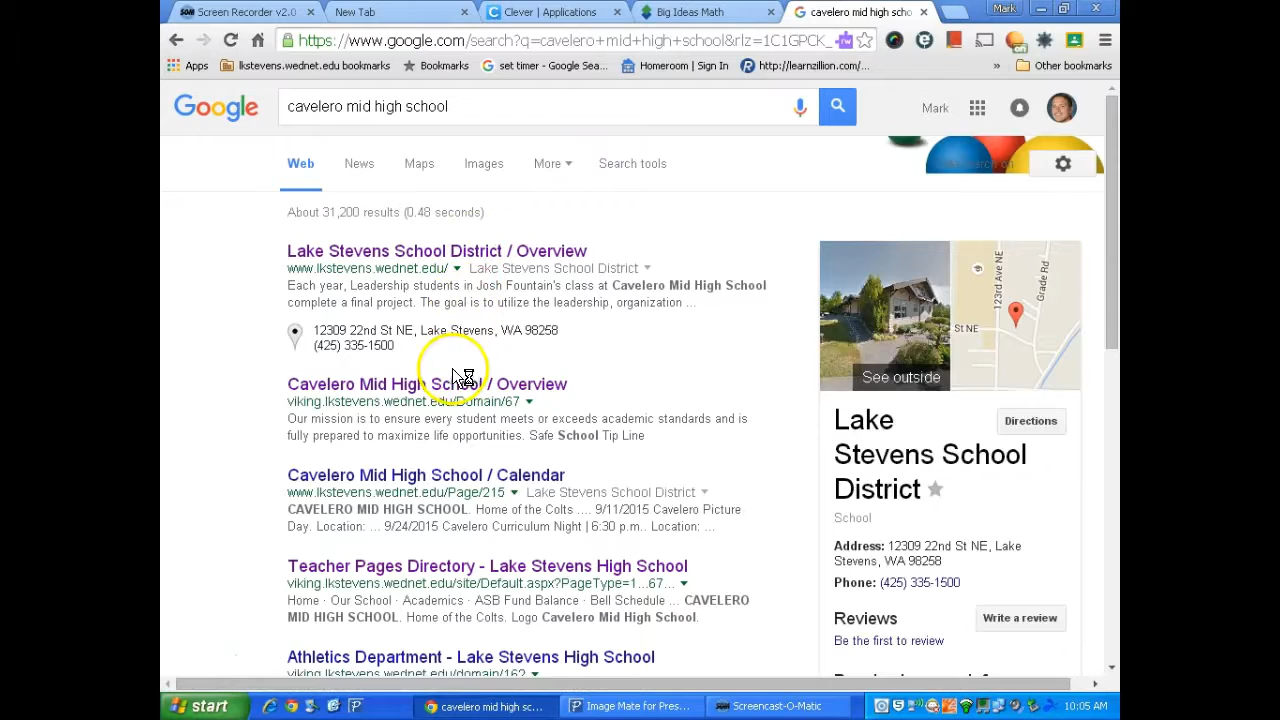 Screen Recorder v2.0
New Tab
Clever | Applications
Big Ideas Math
cavelero mid high scho
Mark
https://www.google.com/search?q=cavelero+mid+high+school&rlz=1C1GPCK_
Apps
lkstevens.wednet.edu bookmarks
Bookmarks
set timer - Google Sea...
Homeroom | Sign In
http://learnzillion.com/...
»
Other bookmarks
Google
cavelero mid high school
Mark
Web
News
Maps
Images
More
Search tools
About 31,200 results (0.48 seconds)
Lake Stevens School District / Overview
www.lkstevens.wednet.edu/ Lake Stevens School District
Each year Leadership students in Josh Fountain's class at Cavelero Mid High School
complete a final project. The goal is to utilize the leadership, organization ...
12309 22nd St NE, Lake Stevens, WA 98258
(425) 335-1500
Cavelero Mid High School / Overview
viking.lkstevens.wednet.edu/Domain/67
Our mission is to ensure every student meets or exceeds academic standards and is
fully prepared to maximize life opportunities. Safe School Tip Line
Cavelero Mid High School / Calendar
www.lkstevens.wednet.edu/Page/215 Lake Stevens School District
CAVELERO MID HIGH SCHOOL. Home of the Colts .... 9/11/2015 Cavelero Picture
Day. Location: ... 9/24/2015 Cavelero Curriculum Night | 6:30 p.m.. Location: ...
Teacher Pages Directory - Lake Stevens High School
viking.lkstevens.wednet.edu/site/Default.aspx?PageType=1...67...
Home · Our School · Academics · ASB Fund Balance · Bell Schedule ... CAVELERO
MID HIGH SCHOOL. Home of the Colts. Logo Cavelero Mid High School.
Athletics Department - Lake Stevens High School
viking.lkstevens.wednet.edu/domain/162
123rd Ave NE
Grade Rd
St NE
See outside
Lake
Stevens School
District
Directions
School
Address: 12309 22nd St NE, Lake
Stevens, WA 98258
Phone: (425) 335-1500
Reviews
Write a review
Be the first to review
start
cavelero mid high sc...
Image Mate for Pres...
Screencast-O-Matic
10:05 AM